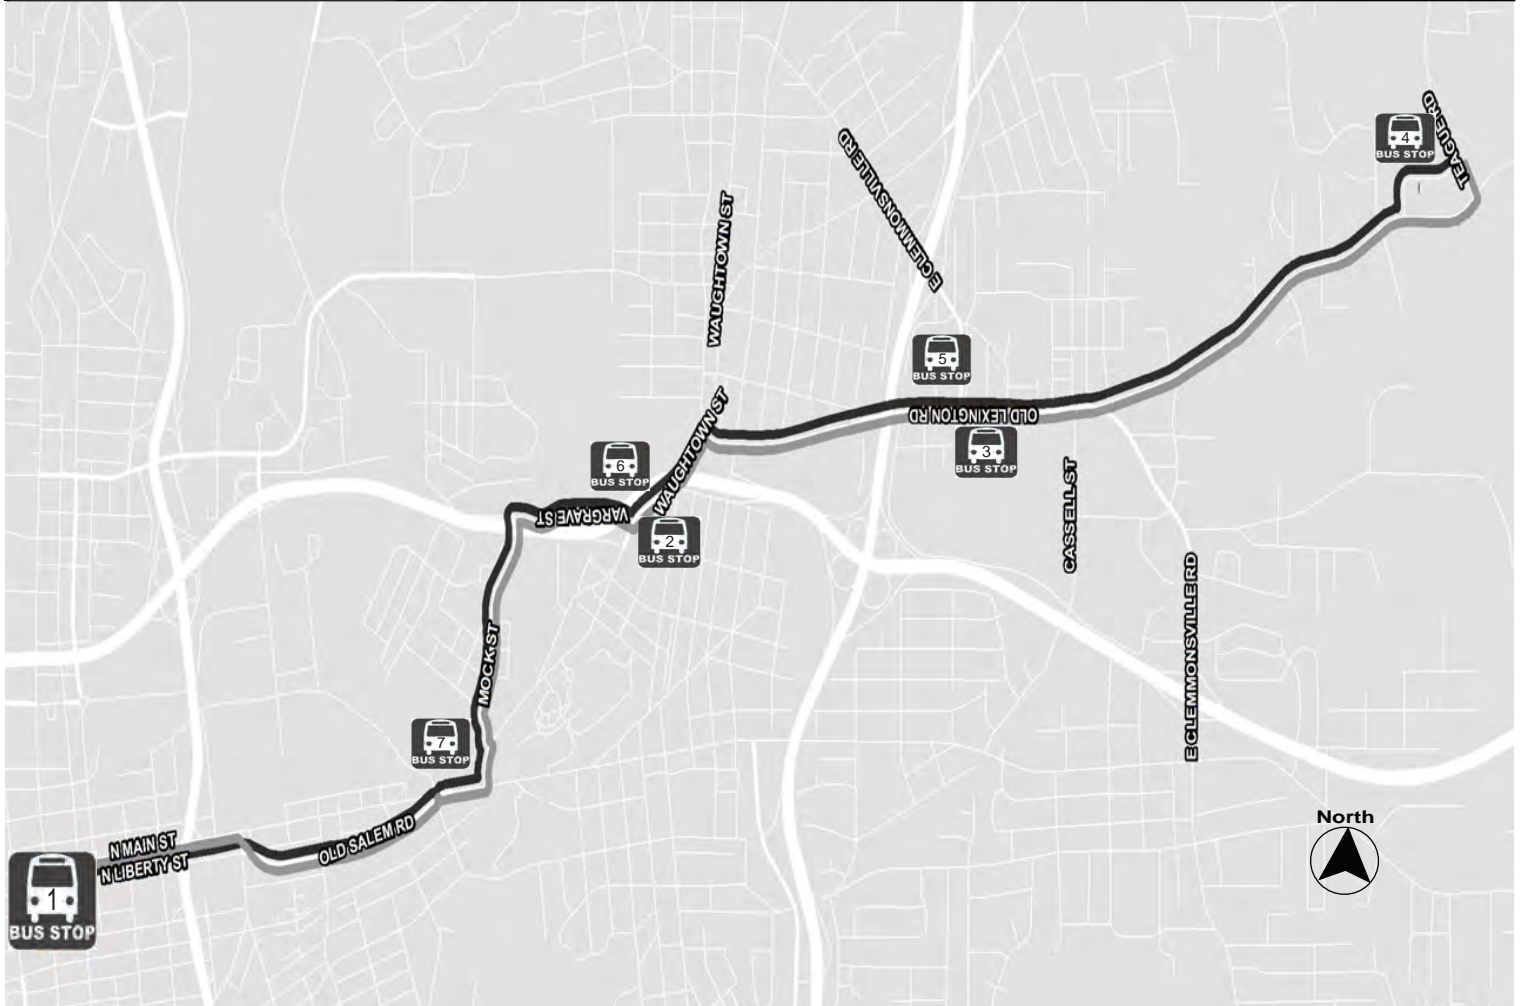 TEAGUE RD
4
BUS STOP
E CLEMMONSVILLE RD
WAUGHTOWN ST
5
BUS STOP
OLD LEXINGTON RD
3
BUS STOP
WAUGHTOWN ST
6
BUS STOP
VARGRAVE ST
2
BUS STOP
CASSELL ST
E CLEMMONSVILLE RD
MOCK ST
7
BUS STOP
OLD SALEM RD
N MAIN ST
N LIBERTY ST
1
BUS STOP
North